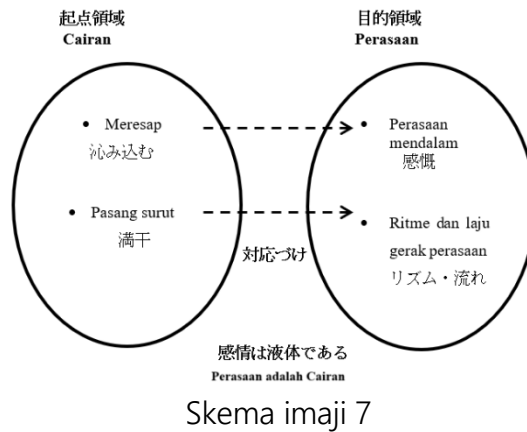 起点領域
Cairan
目的領域
Perasaan
• Meresap
沁み込む
• Pasang surut
満干
対応づけ
• Perasaan
mendalam
感慨
• Ritme dan laju
gerak perasaan
リズム・流れ
感情は液体である
Perasaan adalah Cairan
Skema imaji 7